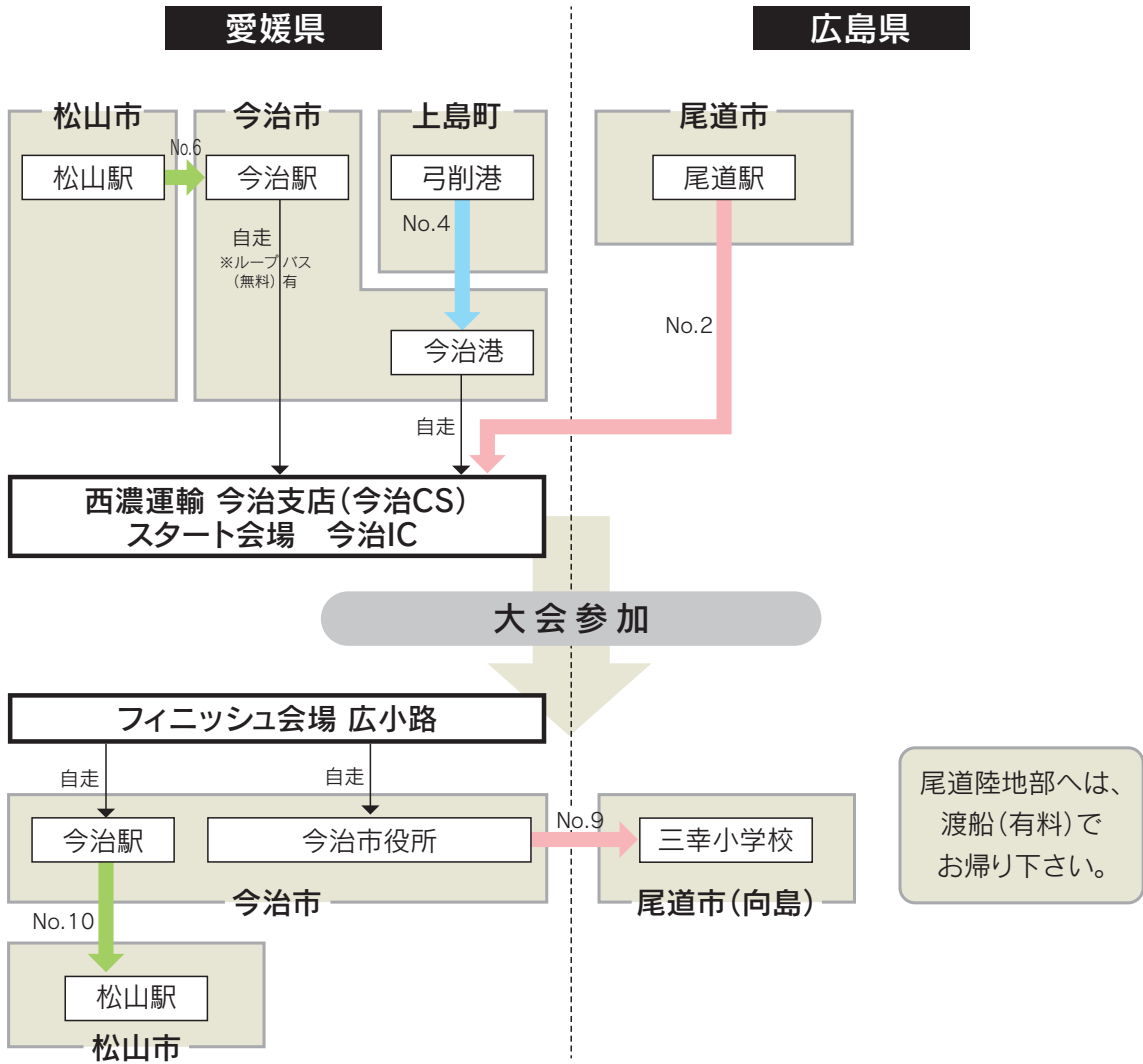 愛媛県
広島県
松山市
今治市
上島町
尾道市
No.6
松山駅
今治駅
弓削港
尾道駅
自走
※ループバス
(無料)有
No.4
No.2
今治港
自走
西濃運輸 今治支店(今治CS)
スタート会場　今治IC
大会参加
フィニッシュ会場 広小路
自走
自走
今治駅
今治市役所
No.9
三幸小学校
今治市
尾道市(向島)
尾道陸地部へは、
渡船(有料)で
お帰り下さい。
No.10
松山駅
松山市